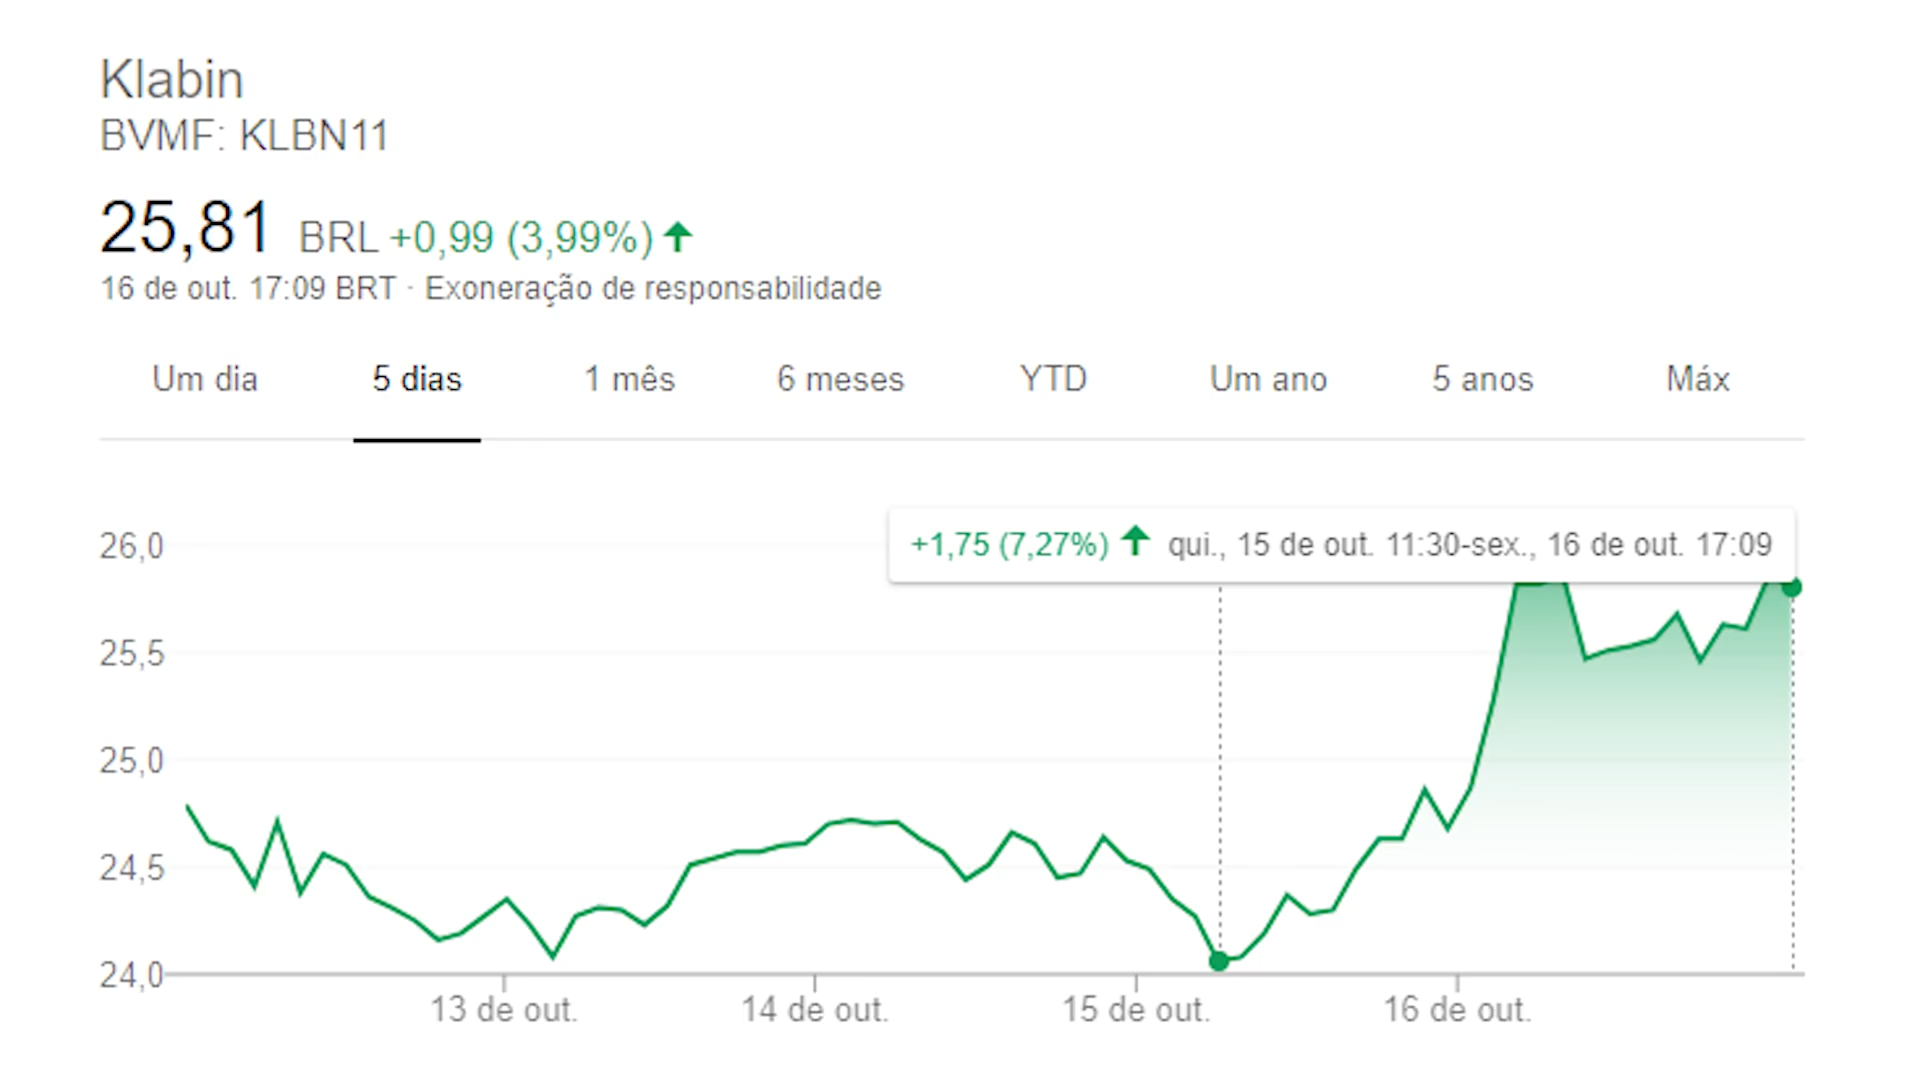 Klabin
BVMF: KLBN11
25,81 BRL +0,99 (3,99%)
16 de out. 17:09 BRT · Exoneração de responsabilidade
Um dia 5 dias 1 mês 6 meses YTD Um ano 5 anos Máx
+1,75 (7,27%) qui., 15 de out. 11:30-sex., 16 de out. 17:09
26,0
25,5
25,0
24,5
24,0
13 de out. 14 de out. 15 de out. 16 de out.